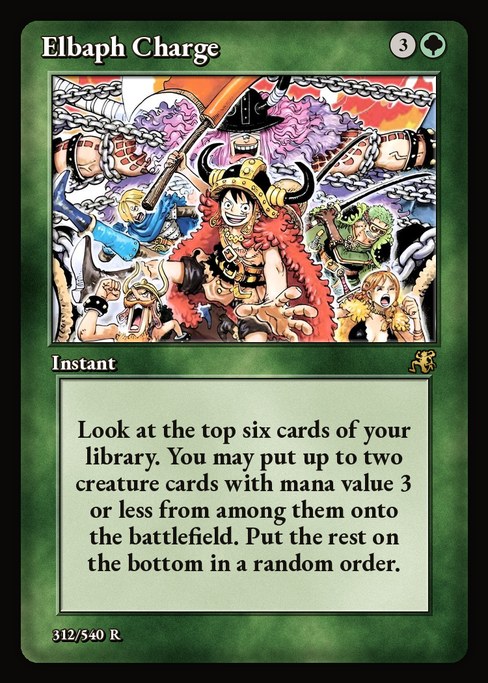 Elbaph Charge 3
Instant
Look at the top six cards of your
library. You may put up to two
creature cards with mana value 3
or less from among them onto
the battlefield. Put the rest on
the bottom in a random order.
312/540 R